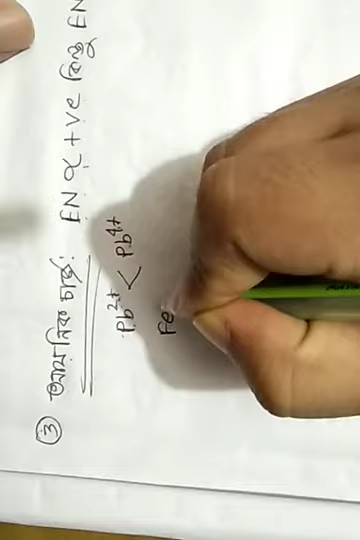 ③ আয়নিক চার্জ: EN ∝ +ve কিন্তু EN
Pb²⁺ < Pb⁴⁺
Fe